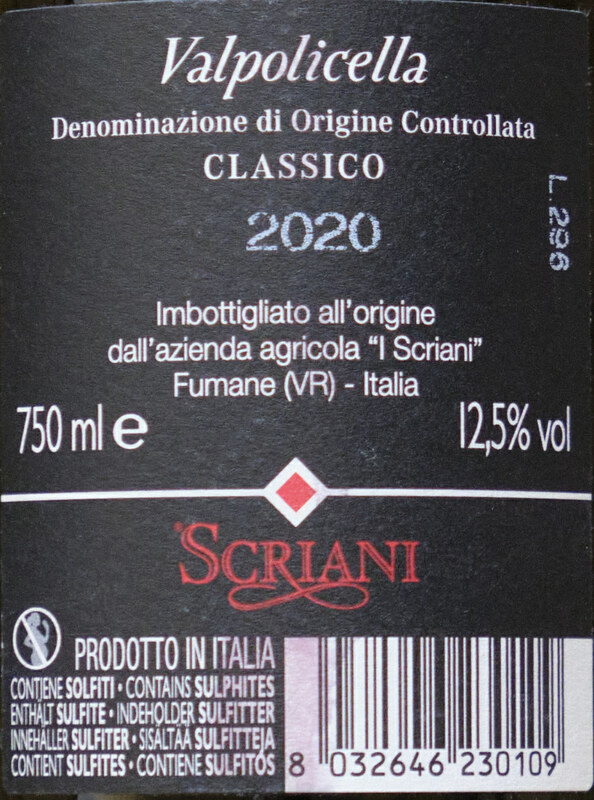 Valpolicella
Denominazione di Origine Controllata
CLASSICO
2020
L.296
Imbottigliato all'origine
dall'azienda agricola “I Scriani”
Fumane (VR) - Italia
750 ml e
12,5% vol
SCRIANI
PRODOTTO IN ITALIA
CONTIENE SOLFITI • CONTAINS SULPHITES
ENTHÄLT SULFITE • INDEHOLDER SULFITTER
INNEHÅLLER SULFITER • SISÄLTÄÄ SULFITTEJA
CONTIENT SULFITES • CONTIENE SULFITOS
8 032646 230109